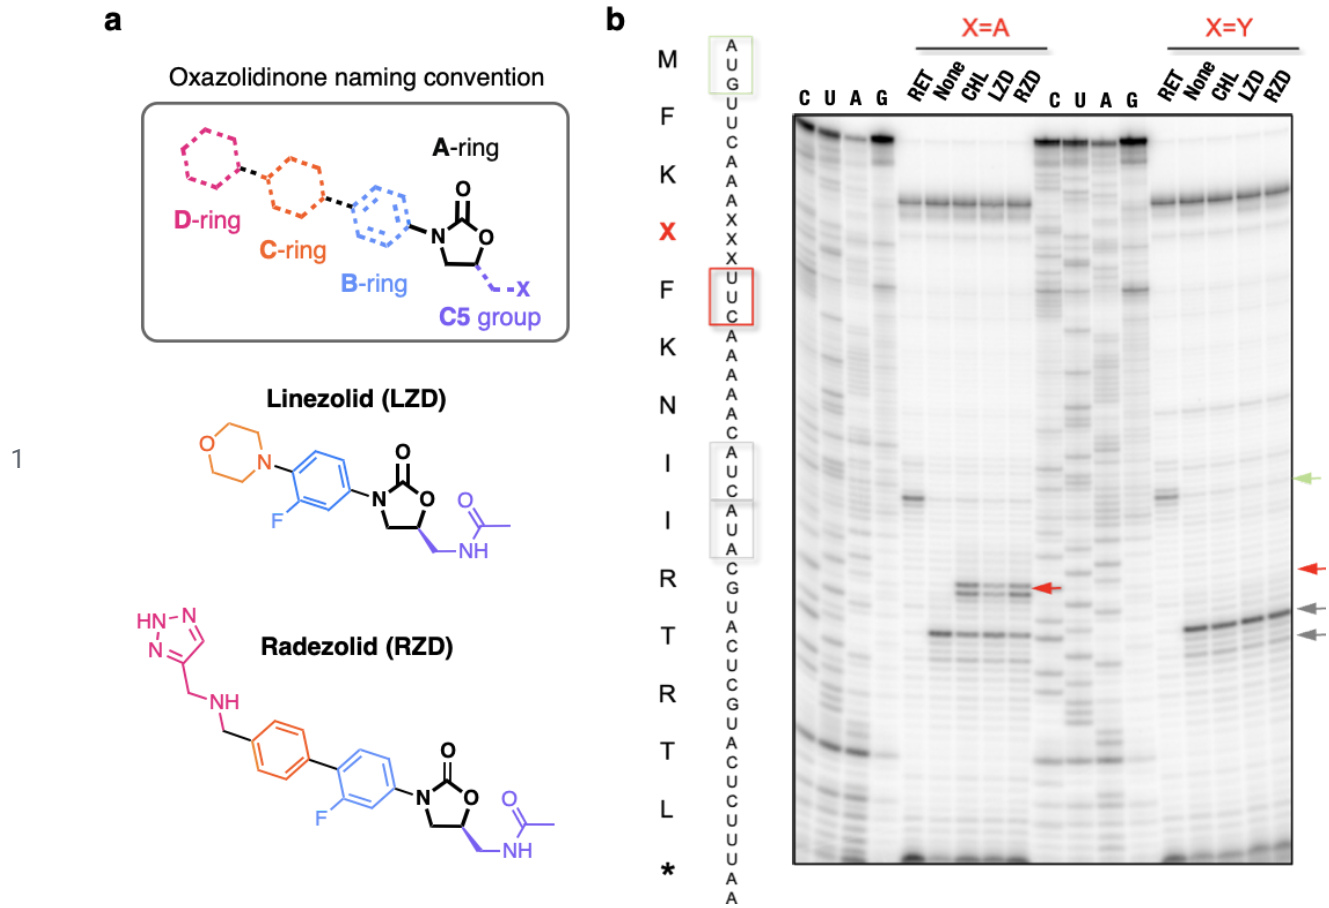 a
Oxazolidinone naming convention
A-ring
D-ring
C-ring
B-ring
O
N
O
X
C5 group
Linezolid (LZD)
O
N
F
O
N
O
O
NH
1
Radezolid (RZD)
HN
N
N
NH
F
O
N
O
O
NH
b
M
F
K
X
F
K
N
I
I
R
T
R
T
L
*
A
U
G
U
U
C
A
A
A
X
X
X
U
U
C
A
A
A
A
A
C
A
U
C
A
U
A
C
G
U
A
C
U
C
G
U
A
C
U
C
U
U
U
A
A
X=A
X=Y
C U A G RET None CHL LZD RZD C U A G RET None CHL LZD RZD